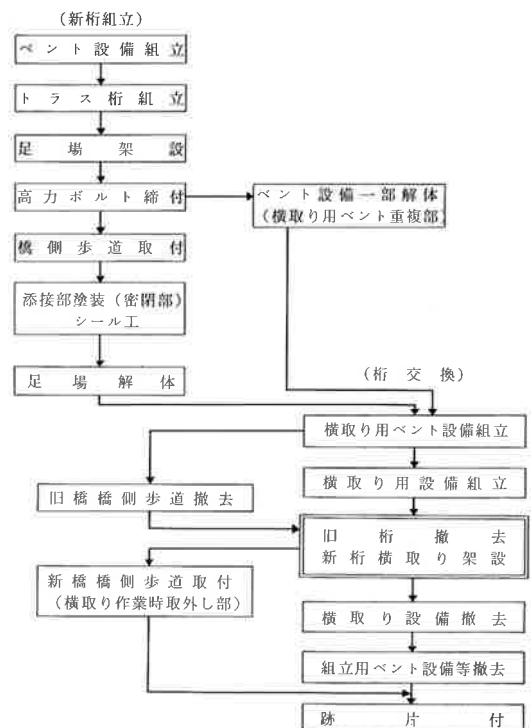 (新桁組立)
ベント設備組立
トラス桁組立
足場架設
高力ボルト締付
ベント設備一部解体
(横取り用ベント重複部)
橋側歩道取付
添接部塗装(密閉部)
シール工
足場解体
(桁交換)
横取り用ベント設備組立
横取り用設備組立
旧橋橋側歩道撤去
旧桁撤去
新桁横取り架設
新橋橋側歩道取付
(横取り作業時取外し部)
横取り設備撤去
組立用ベント設備等撤去
跡片付